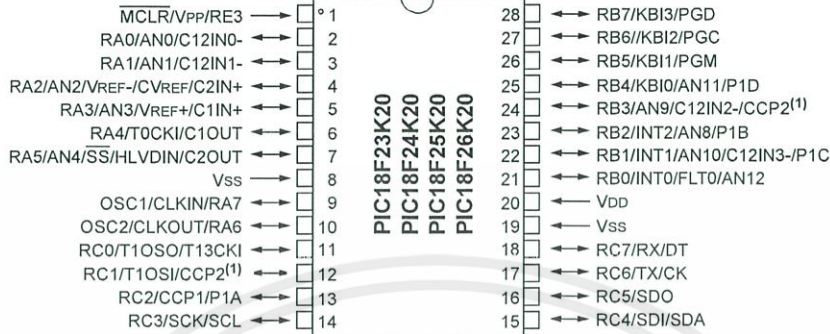 MCLR/VPP/RE3 1 28 RB7/KBI3/PGD
RA0/AN0/C12IN0- 2 27 RB6//KBI2/PGC
RA1/AN1/C12IN1- 3 26 RB5/KBI1/PGM
RA2/AN2/VREF-/CVREF/C2IN+ 4 25 RB4/KBI0/AN11/P1D
RA3/AN3/VREF+/C1IN+ 5 24 RB3/AN9/C12IN2-/CCP2(1)
RA4/T0CKI/C1OUT 6 23 RB2/INT2/AN8/P1B
RA5/AN4/SS/HLVDIN/C2OUT 7 22 RB1/INT1/AN10/C12IN3-/P1C
VSS 8 21 RB0/INT0/FLT0/AN12
OSC1/CLKIN/RA7 9 20 VDD
OSC2/CLKOUT/RA6 10 19 VSS
RC0/T1OSO/T13CKI 11 18 RC7/RX/DT
RC1/T1OSI/CCP2(1) 12 17 RC6/TX/CK
RC2/CCP1/P1A 13 16 RC5/SDO
RC3/SCK/SCL 14 15 RC4/SDI/SDA
PIC18F23K20
PIC18F24K20
PIC18F25K20
PIC18F26K20